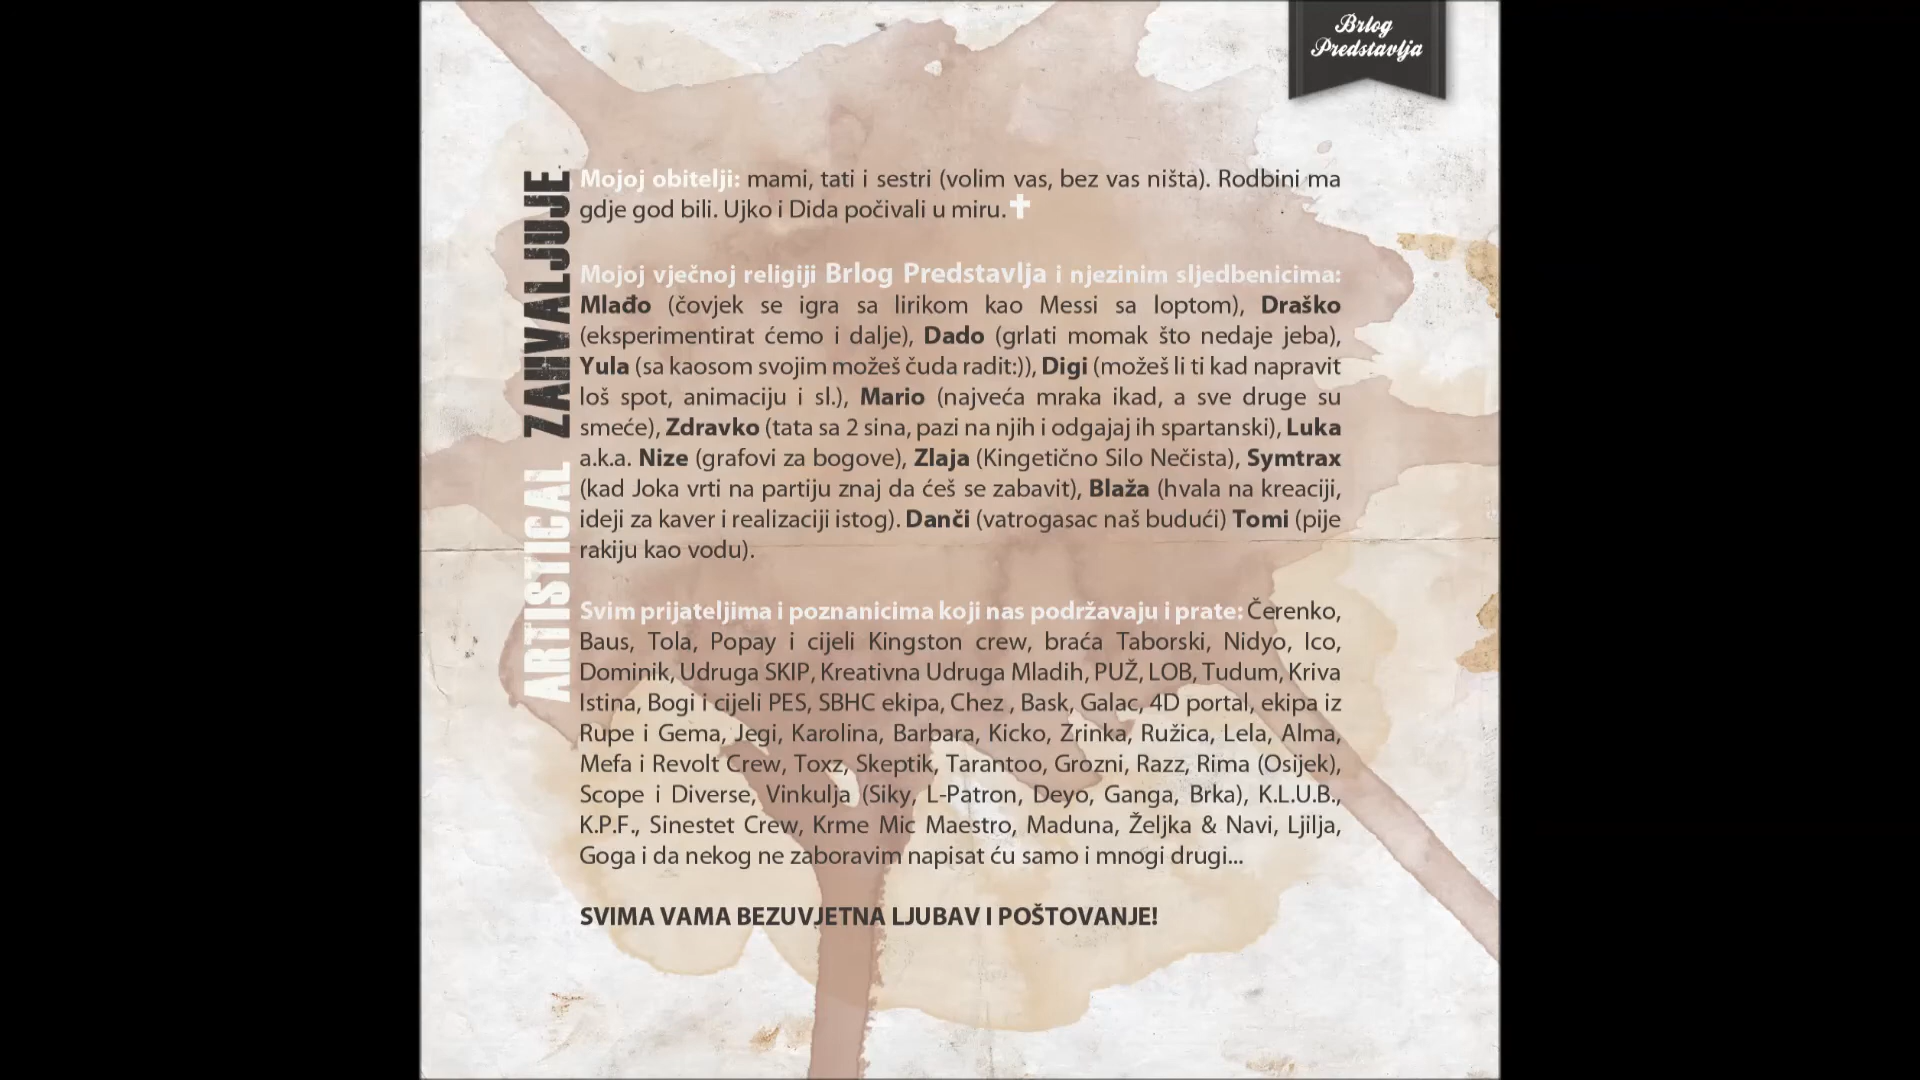 Brlog
Predstavlja
ARTISTICAL ZAHVALJUJE
Mojoj obitelji: mami, tati i sestri (volim vas, bez vas ništa). Rodbini ma
gdje god bili. Ujko i Dida počivali u miru.
Mojoj vječnoj religiji Brlog Predstavlja i njezinim sljedbenicima:
Mlađo (čovjek se igra sa lirikom kao Messi sa loptom), Draško
(eksperimentirat ćemo i dalje), Dado (grlati momak što nedaje jeba),
Yula (sa kaosom svojim možeš čuda radit:)), Digi (možeš li ti kad napravit
loš spot, animaciju i sl.), Mario (najveća mraka ikad, a sve druge su
smeće), Zdravko (tata sa 2 sina, pazi na njih i odgajaj ih spartanski), Luka
a.k.a. Nize (grafovi za bogove), Zlaja (Kingetično Silo Nečista), Symtrax
(kad Joka vrti na partiju znaj da ćeš se zabavit), Blaža (hvala na kreaciji,
ideji za kaver i realizaciji istog). Danči (vatrogasac naš budući) Tomi (pije
rakiju kao vodu).
Svim prijateljima i poznanicima koji nas podržavaju i prate: Čerenko,
Baus, Tola, Popay i cijeli Kingston crew, braća Taborski, Nidyo, Ico,
Dominik, Udruga SKIP, Kreativna Udruga Mladih, PUŽ, LOB, Tudum, Kriva
Istina, Bogi i cijeli PES, SBHC ekipa, Chez , Bask, Galac, 4D portal, ekipa iz
Rupe i Gema, Jegi, Karolina, Barbara, Kicko, Zrinka, Ružica, Lela, Alma,
Mefa i Revolt Crew, Toxz, Skeptik, Tarantoo, Grozni, Razz, Rima (Osijek),
Scope i Diverse, Vinkulja (Siky, L-Patron, Deyo, Ganga, Brka), K.L.U.B.,
K.P.F., Sinestet Crew, Krme Mic Maestro, Maduna, Željka & Navi, Ljilja,
Goga i da nekog ne zaboravim napisat ću samo i mnogi drugi...
SVIMA VAMA BEZUVJETNA LJUBAV I POŠTOVANJE!